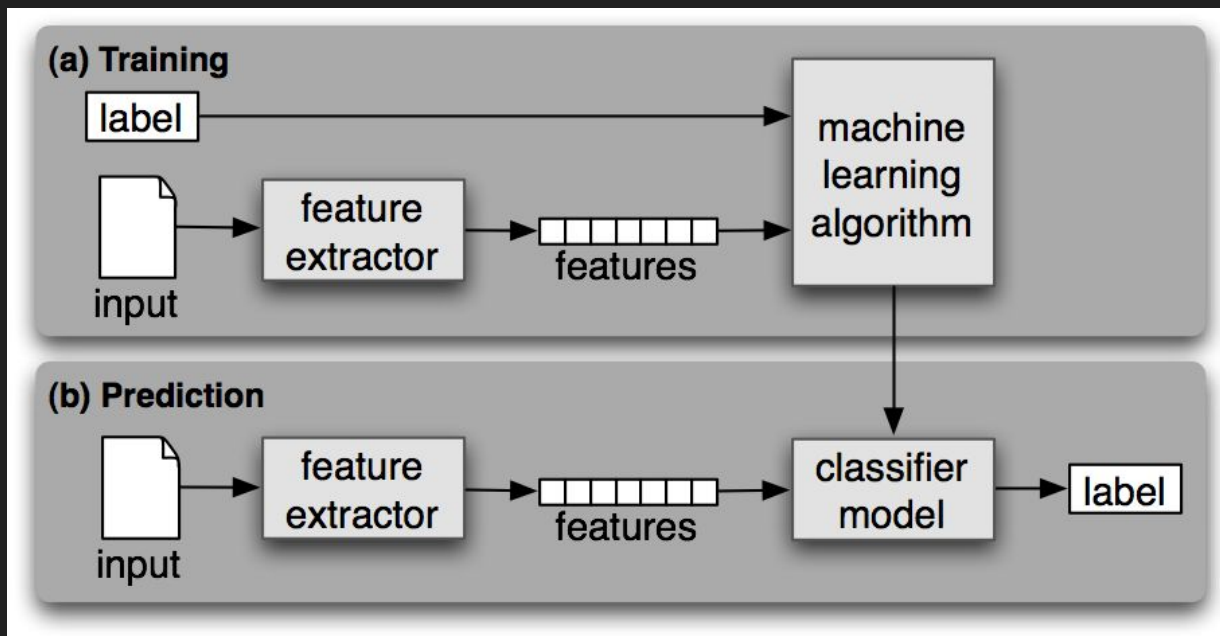 (a) Training
label
machine
learning
algorithm
feature
extractor
features
input
(b) Prediction
feature
extractor
features
input
classifier
model
label